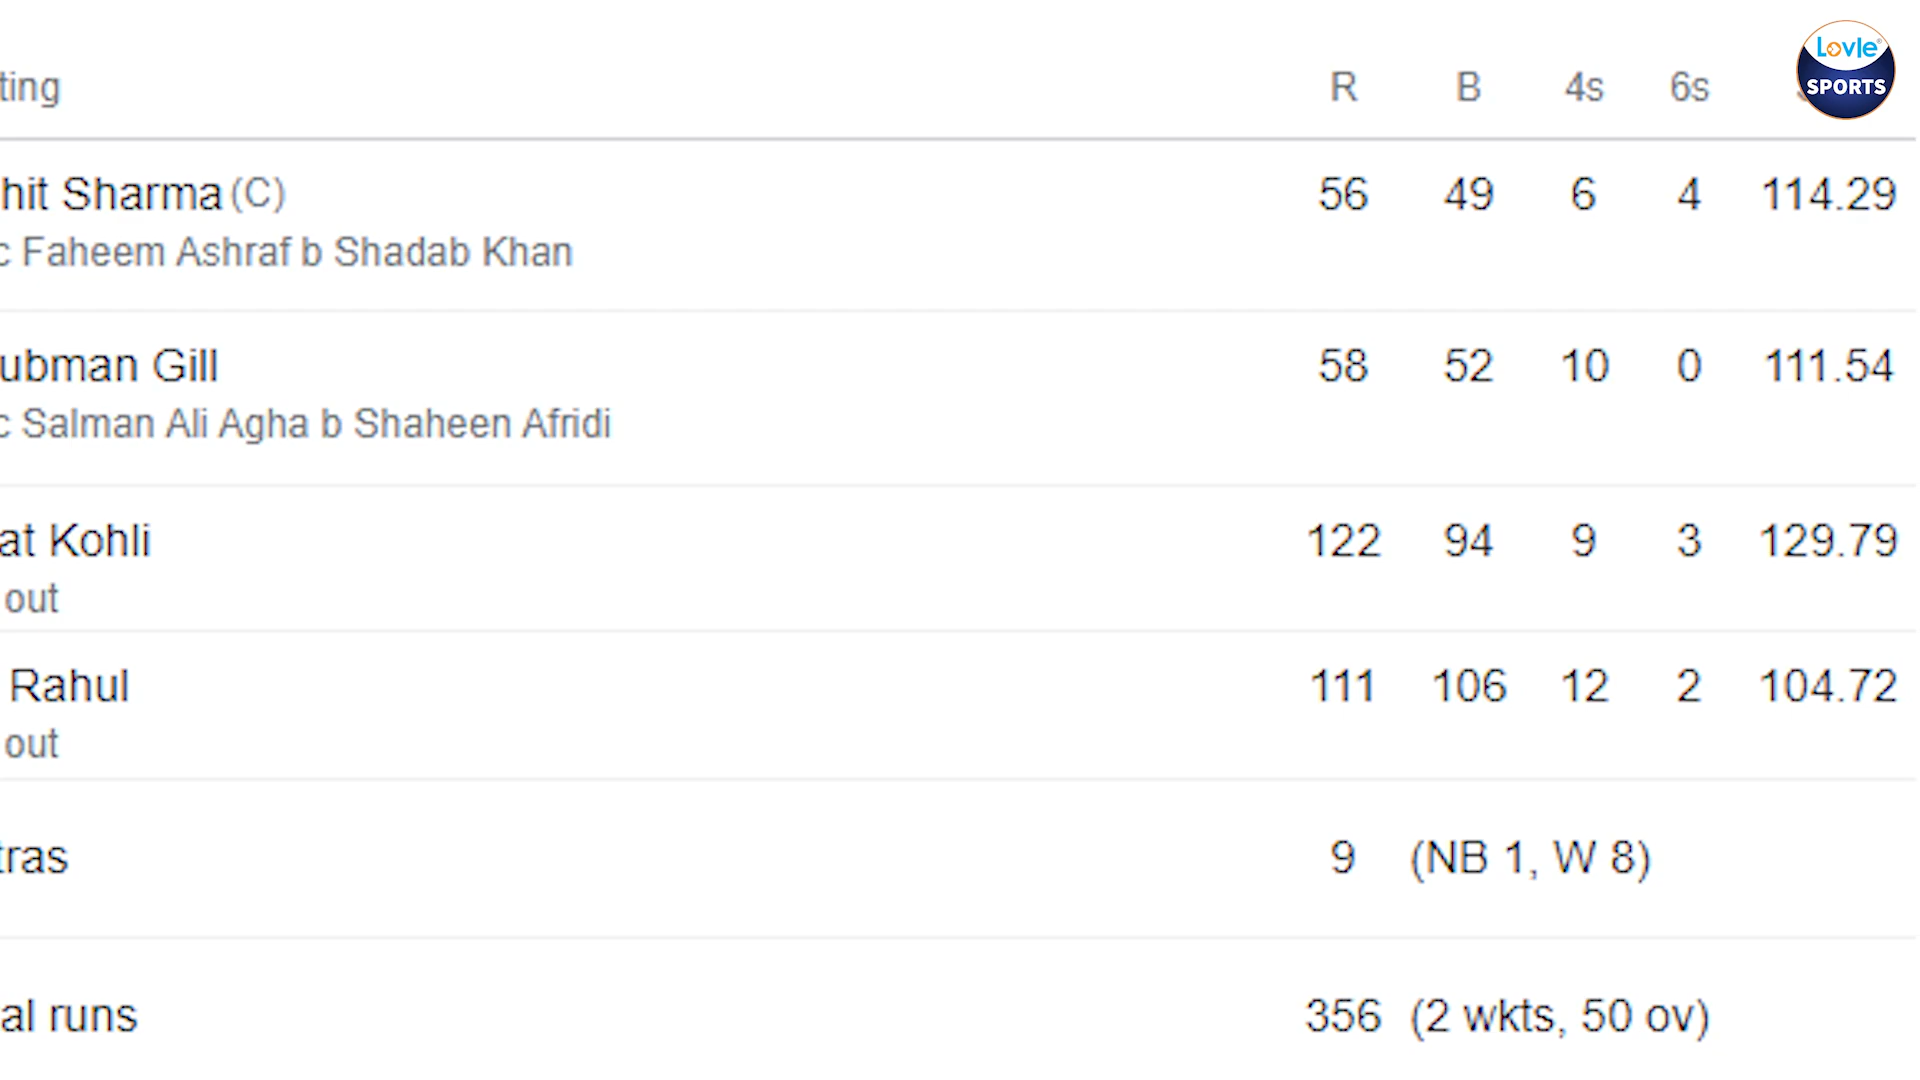 ting R B 4s 6s
Lovle
SPORTS
hit Sharma (C) 56 49 6 4 114.29
c Faheem Ashraf b Shadab Khan
ubman Gill 58 52 10 0 111.54
c Salman Ali Agha b Shaheen Afridi
at Kohli 122 94 9 3 129.79
out
Rahul 111 106 12 2 104.72
out
tras 9 (NB 1, W 8)
al runs 356 (2 wkts, 50 ov)